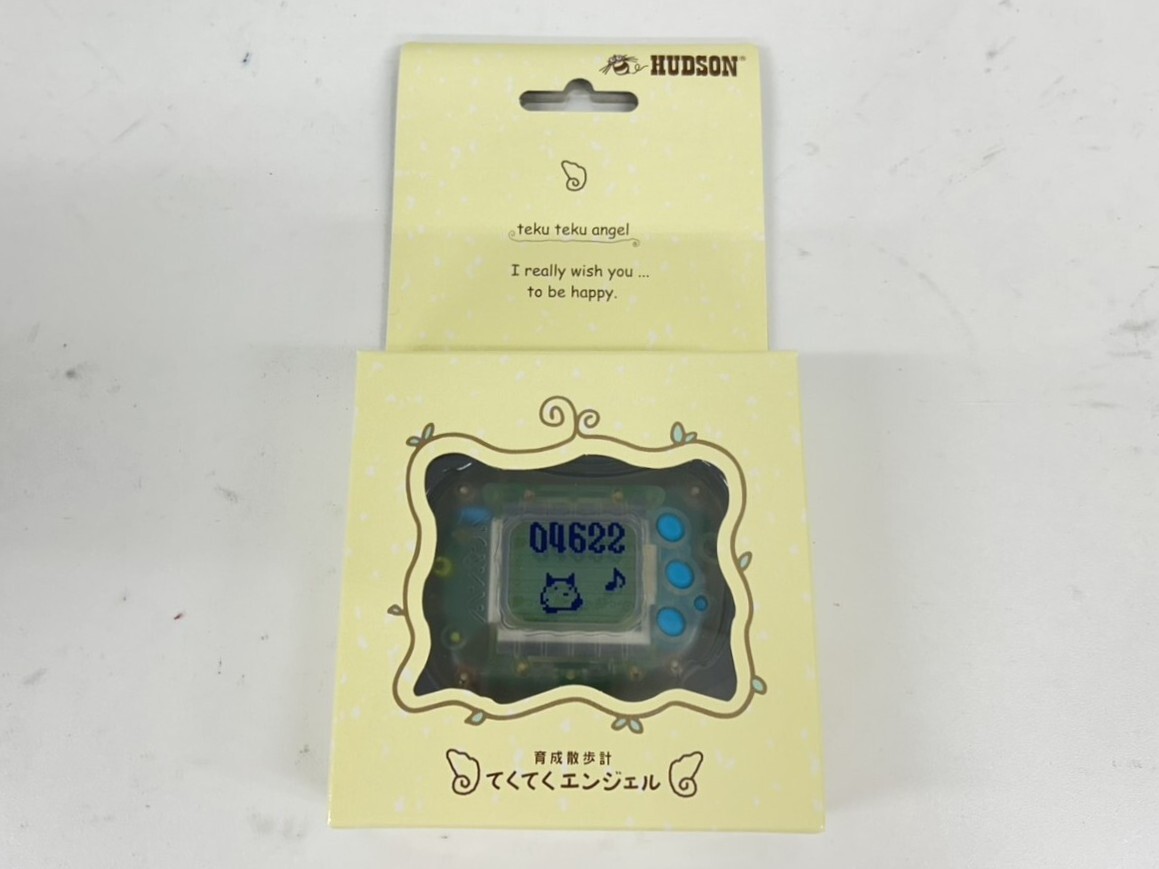 HUDSON®
teku teku angel
I really wish you ...
to be happy.
04622
育成散歩計
てくてくエンジェル